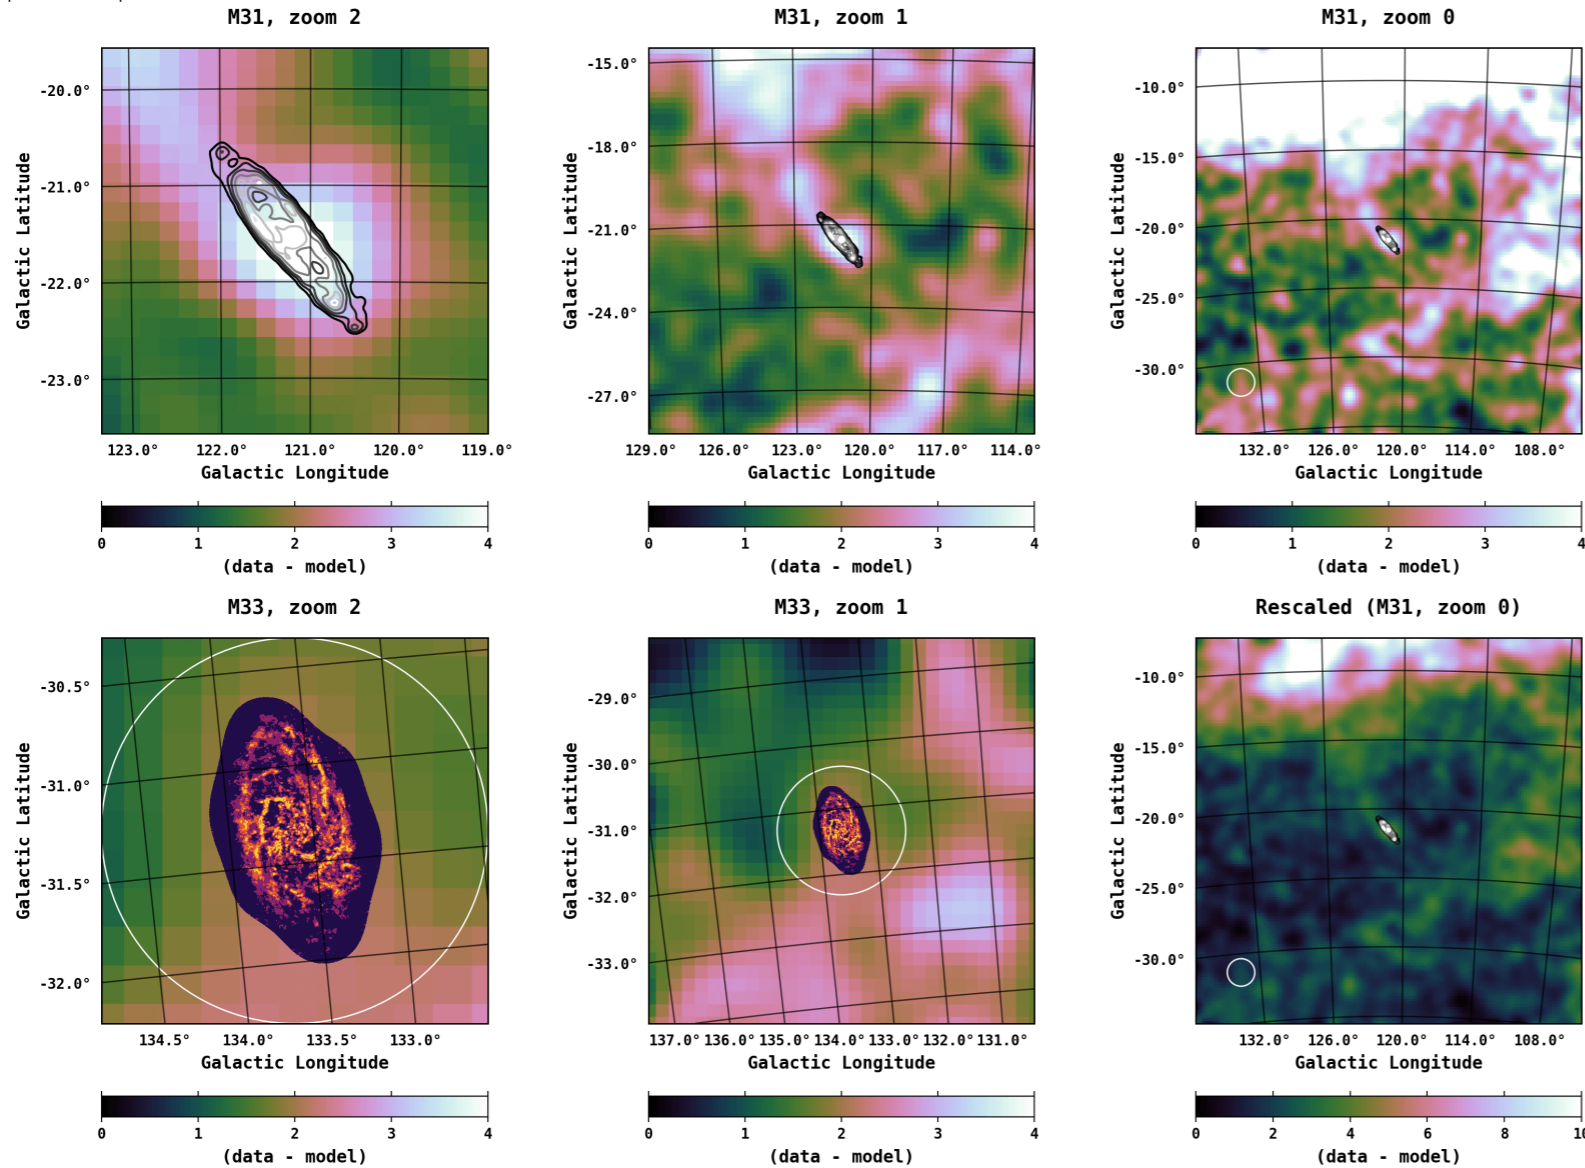 M31, zoom 2
M31, zoom 1
M31, zoom 0
-20.0°
-21.0°
-22.0°
-23.0°
Galactic Latitude
123.0° 122.0° 121.0° 120.0° 119.0°
Galactic Longitude
0 1 2 3 4
(data - model)
-15.0°
-18.0°
-21.0°
-24.0°
-27.0°
Galactic Latitude
129.0° 126.0° 123.0° 120.0° 117.0° 114.0°
Galactic Longitude
0 1 2 3 4
(data - model)
-10.0°
-15.0°
-20.0°
-25.0°
-30.0°
Galactic Latitude
132.0° 126.0° 120.0° 114.0° 108.0°
Galactic Longitude
0 1 2 3 4
(data - model)
M33, zoom 2
M33, zoom 1
Rescaled (M31, zoom 0)
-30.5°
-31.0°
-31.5°
-32.0°
Galactic Latitude
134.5° 134.0° 133.5° 133.0°
Galactic Longitude
0 1 2 3 4
(data - model)
-29.0°
-30.0°
-31.0°
-32.0°
-33.0°
Galactic Latitude
137.0° 136.0° 135.0° 134.0° 133.0° 132.0° 131.0°
Galactic Longitude
0 1 2 3 4
(data - model)
-10.0°
-15.0°
-20.0°
-25.0°
-30.0°
Galactic Latitude
132.0° 126.0° 120.0° 114.0° 108.0°
Galactic Longitude
0 2 4 6 8 10
(data - model)